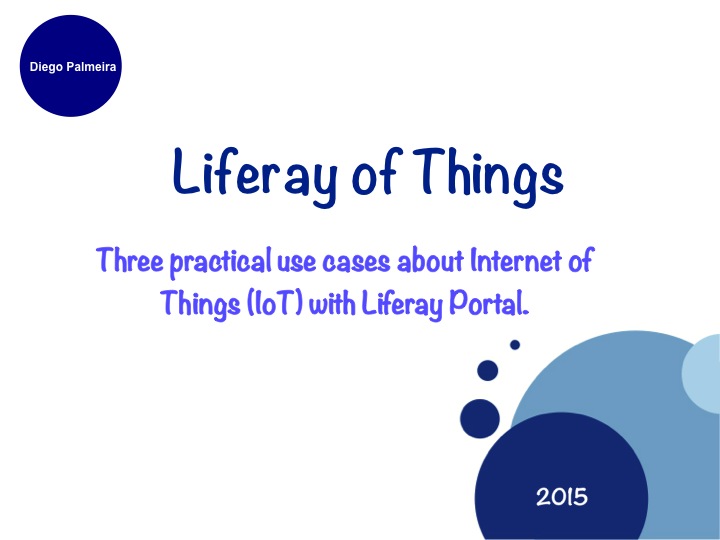 Diego Palmeira
Liferay of Things
Three practical use cases about Internet of
Things (IoT) with Liferay Portal.
2015